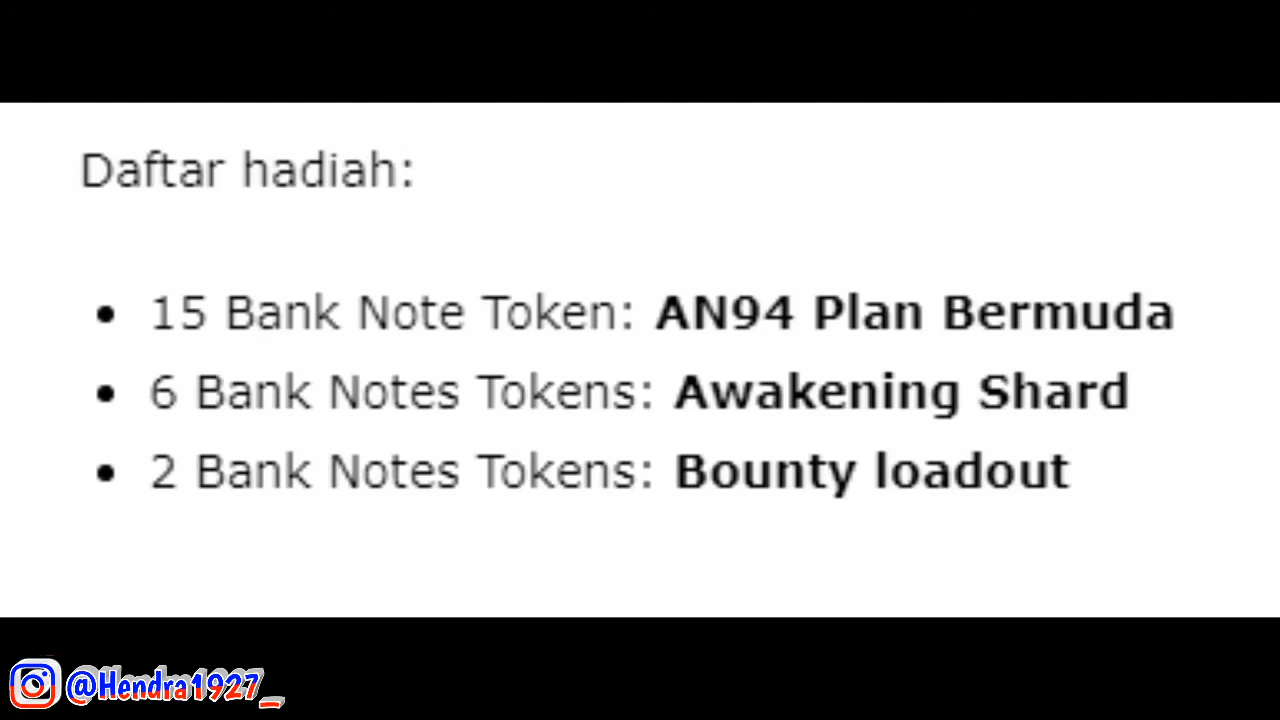 Daftar hadiah:
15 Bank Note Token: AN94 Plan Bermuda
6 Bank Notes Tokens: Awakening Shard
2 Bank Notes Tokens: Bounty loadout
@Hendra1927_